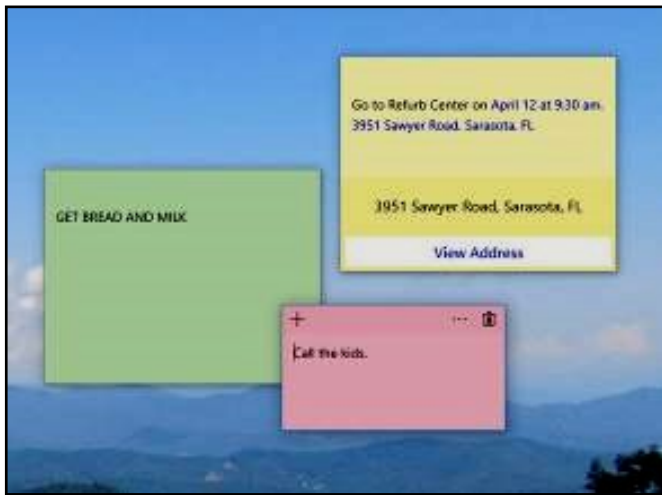 Go to Refurb Center on April 12 at 9:30 am.
3951 Sawyer Road, Sarasota, FL
3951 Sawyer Road, Sarasota, FL
View Address
GET BREAD AND MILK
Call the kids.